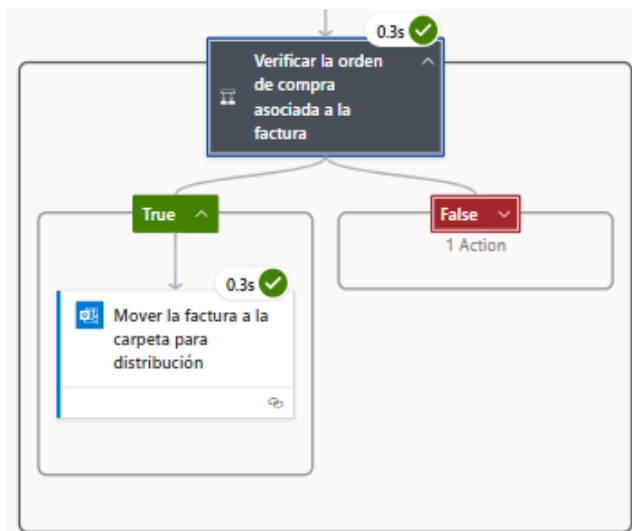 0.3s
Verificar la orden
de compra
asociada a la
factura
True
False
1 Action
0.3s
Mover la factura a la
carpeta para
distribución